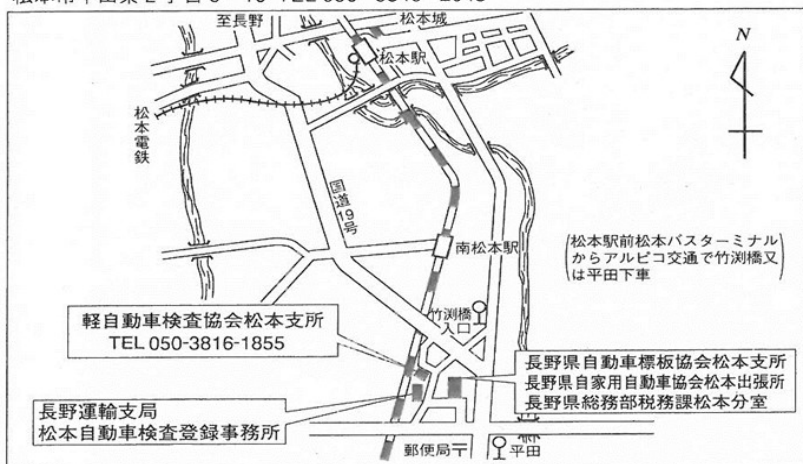 至長野
松本城
松本駅
N
松本電鉄
国道19号
南松本駅
(松本駅前松本バスターミナル
からアルピコ交通で竹渕橋又
は平田下車)
竹渕橋
入口
軽自動車検査協会松本支所
TEL 050-3816-1855
長野県自動車標板協会松本支所
長野県自家用自動車協会松本出張所
長野県総務部税務課松本分室
長野運輸支局
松本自動車検査登録事務所
郵便局〒
平田